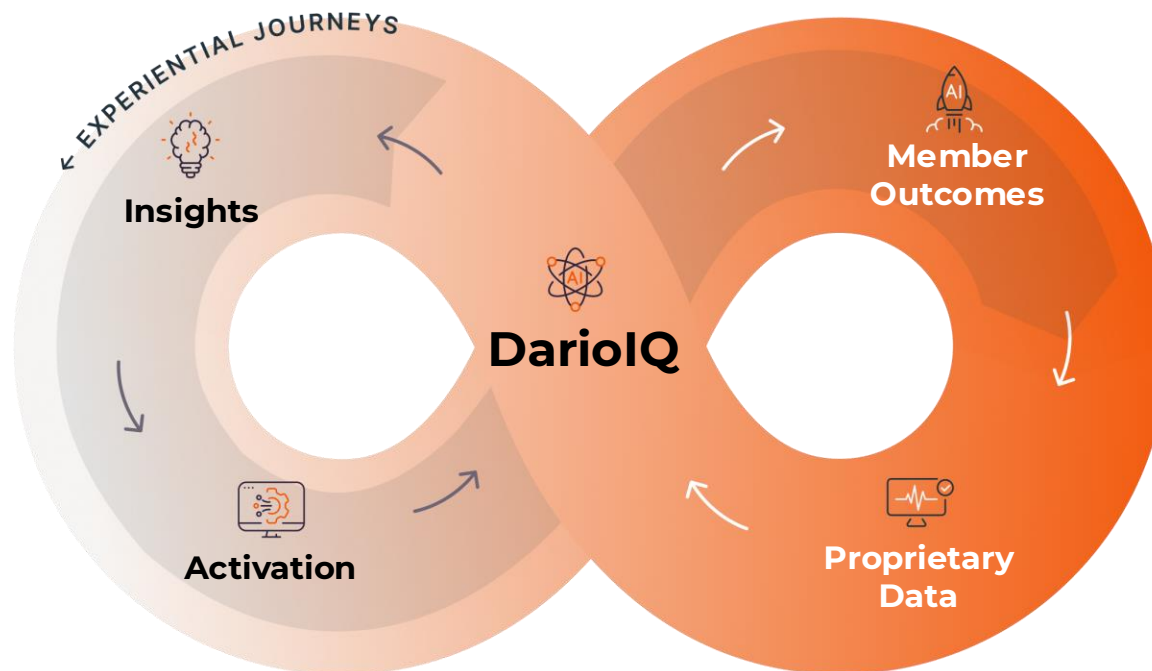 ← EXPERIENTIAL JOURNEYS
Insights
AI
Member
Outcomes
AI
DarioIQ
Activation
Proprietary
Data